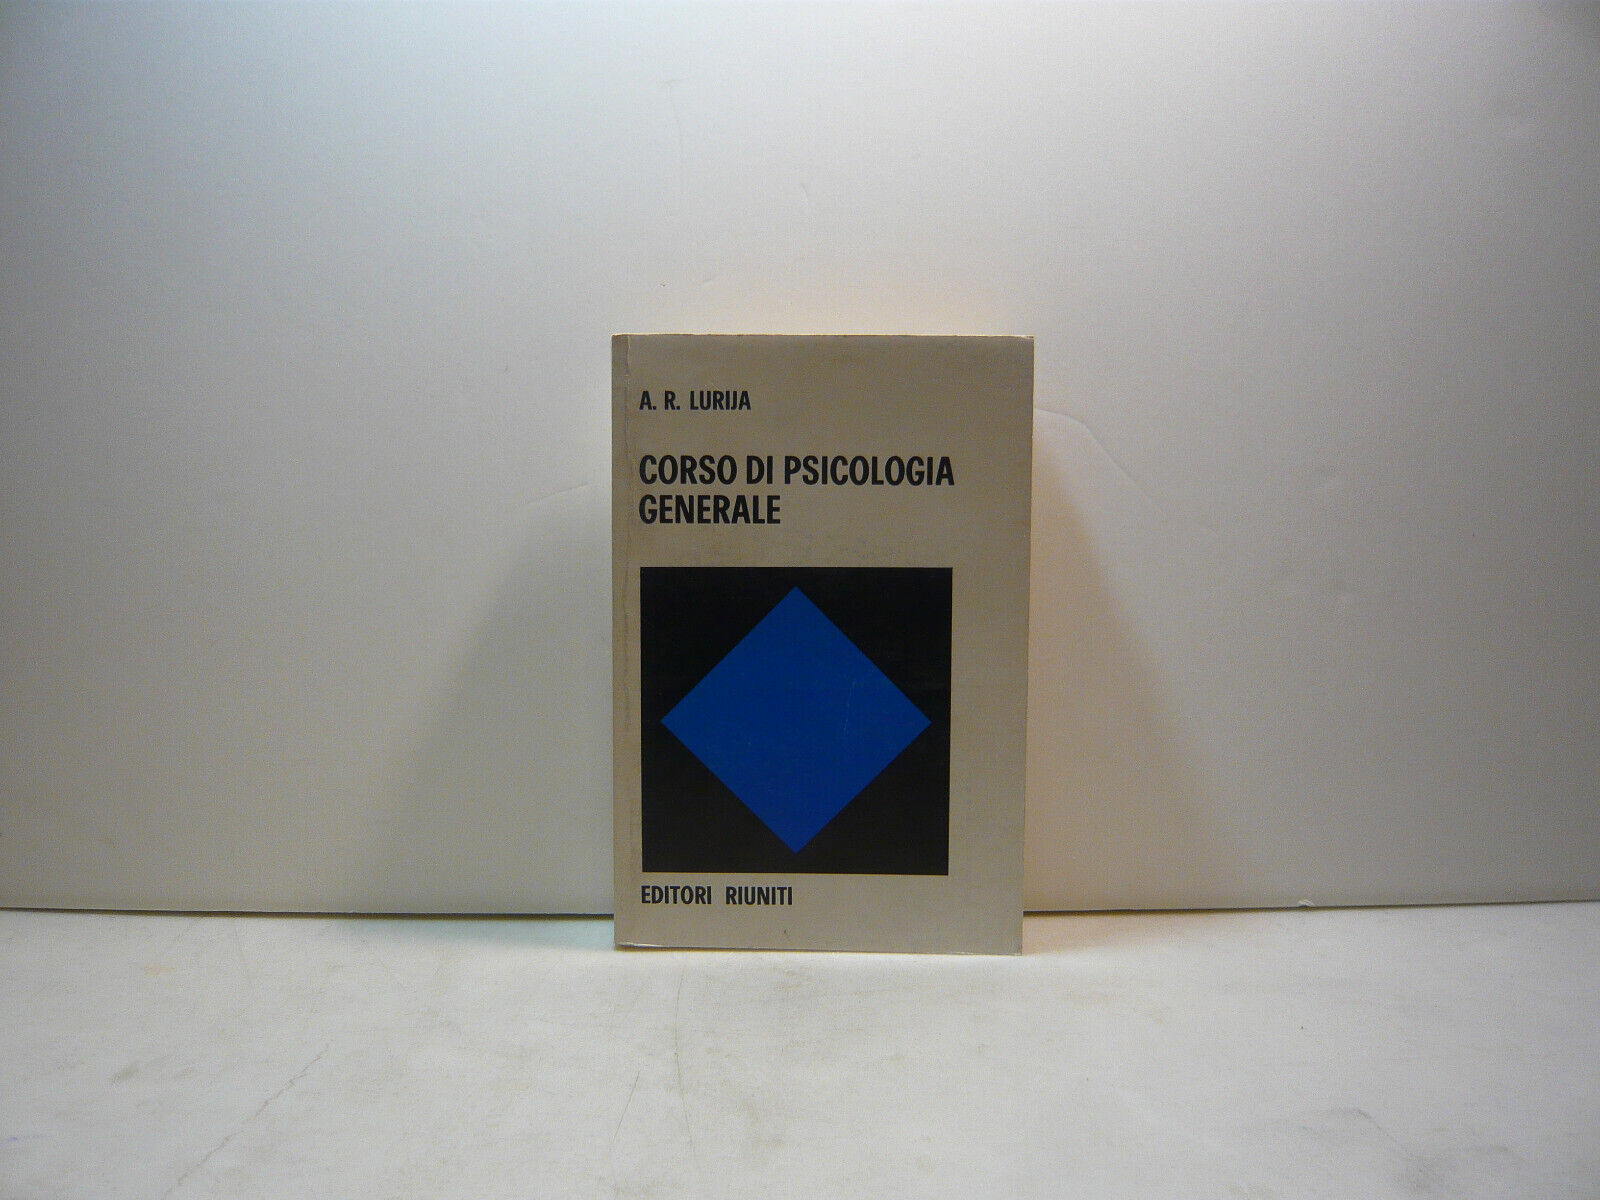 A. R. LURIJA
CORSO DI PSICOLOGIA
GENERALE
EDITORI RIUNITI